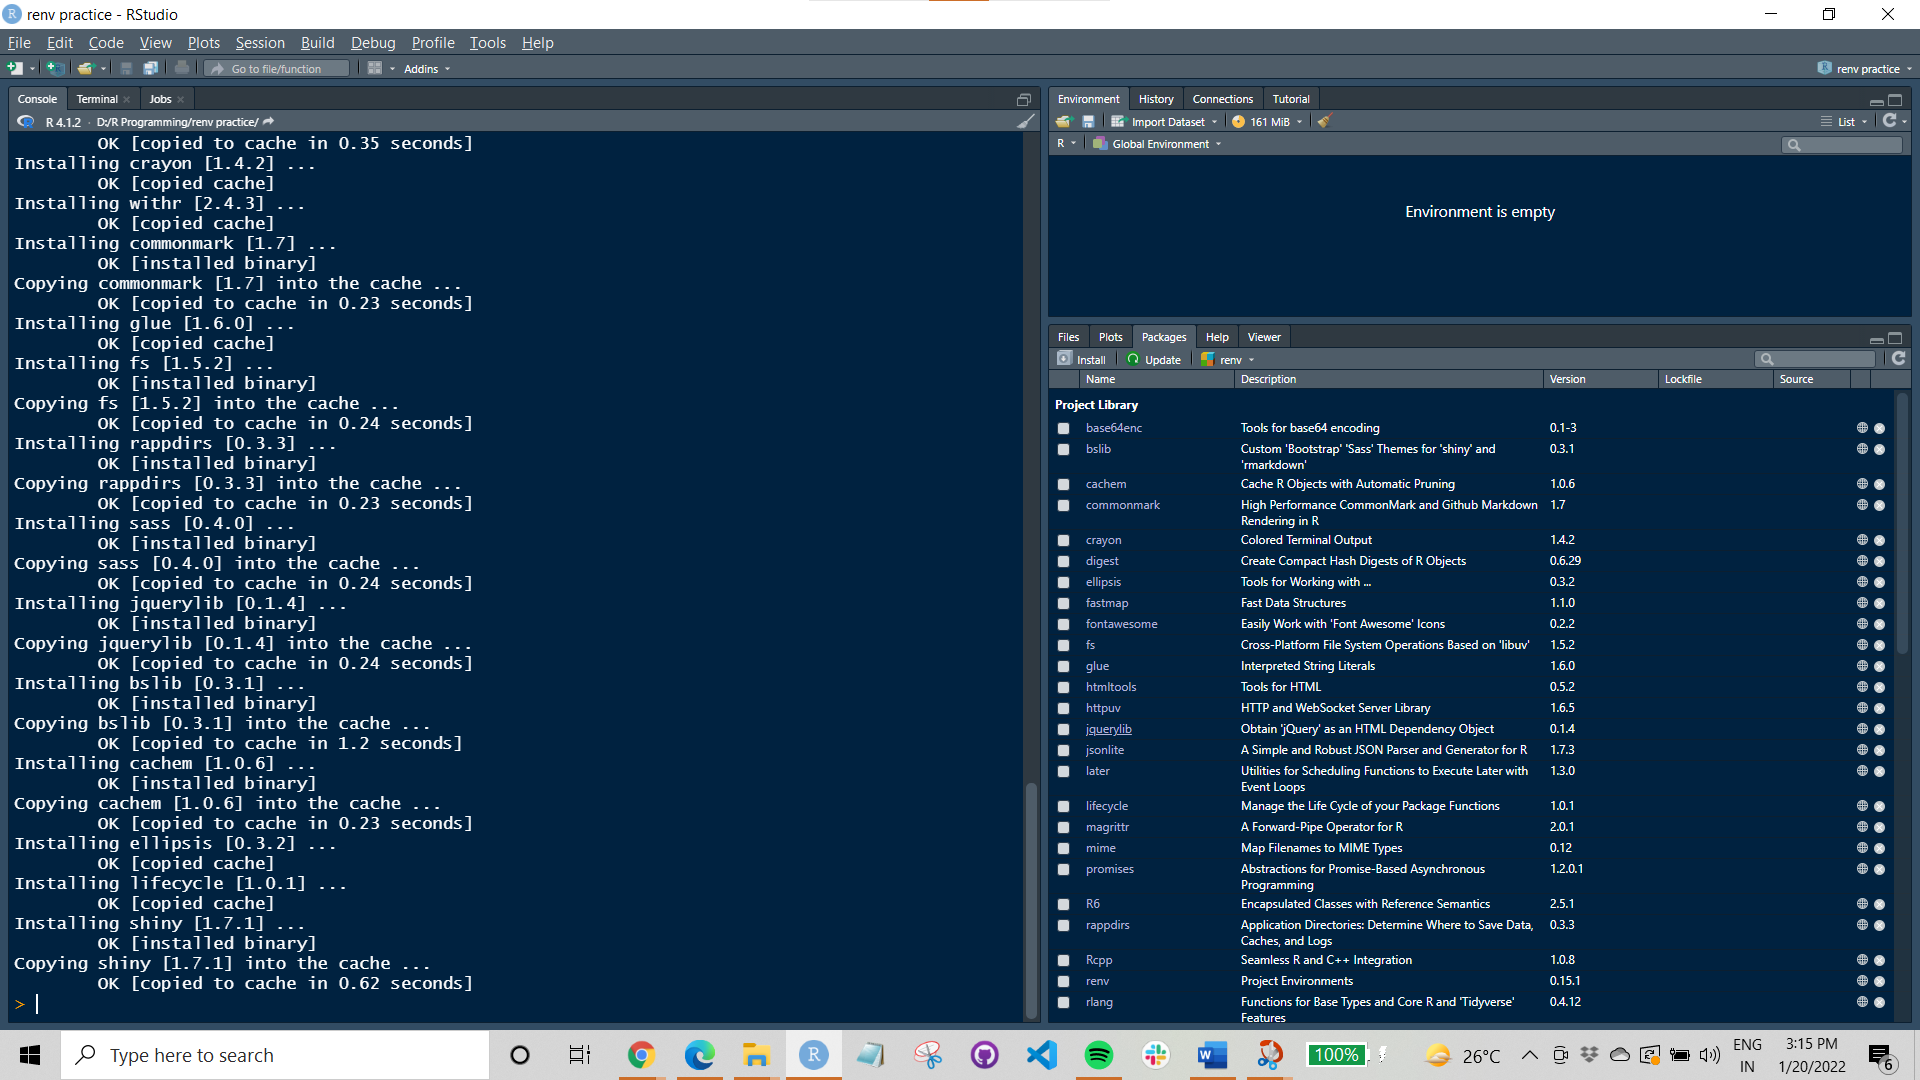 renv practice - RStudio
File Edit Code View Plots Session Build Debug Profile Tools Help
Go to file/function Addins renv practice
Console Terminal Jobs
R 4.1.2 · D:/R Programming/renv practice/
OK [copied to cache in 0.35 seconds]
Installing crayon [1.4.2] ...
OK [copied cache]
Installing withr [2.4.3] ...
OK [copied cache]
Installing commonmark [1.7] ...
OK [installed binary]
Copying commonmark [1.7] into the cache ...
OK [copied to cache in 0.23 seconds]
Installing glue [1.6.0] ...
OK [copied cache]
Installing fs [1.5.2] ...
OK [installed binary]
Copying fs [1.5.2] into the cache ...
OK [copied to cache in 0.24 seconds]
Installing rappdirs [0.3.3] ...
OK [installed binary]
Copying rappdirs [0.3.3] into the cache ...
OK [copied to cache in 0.23 seconds]
Installing sass [0.4.0] ...
OK [installed binary]
Copying sass [0.4.0] into the cache ...
OK [copied to cache in 0.24 seconds]
Installing jquerylib [0.1.4] ...
OK [installed binary]
Copying jquerylib [0.1.4] into the cache ...
OK [copied to cache in 0.24 seconds]
Installing bslib [0.3.1] ...
OK [installed binary]
Copying bslib [0.3.1] into the cache ...
OK [copied to cache in 1.2 seconds]
Installing cachem [1.0.6] ...
OK [installed binary]
Copying cachem [1.0.6] into the cache ...
OK [copied to cache in 0.23 seconds]
Installing ellipsis [0.3.2] ...
OK [copied cache]
Installing lifecycle [1.0.1] ...
OK [copied cache]
Installing shiny [1.7.1] ...
OK [installed binary]
Copying shiny [1.7.1] into the cache ...
OK [copied to cache in 0.62 seconds]
>
Environment History Connections Tutorial
Import Dataset 161 MiB List
R Global Environment
Environment is empty
Files Plots Packages Help Viewer
Install Update renv
Name Description Version Lockfile Source
Project Library
base64enc Tools for base64 encoding 0.1-3
bslib Custom 'Bootstrap' 'Sass' Themes for 'shiny' and 0.3.1
'rmarkdown'
cachem Cache R Objects with Automatic Pruning 1.0.6
commonmark High Performance CommonMark and Github Markdown 1.7
Rendering in R
crayon Colored Terminal Output 1.4.2
digest Create Compact Hash Digests of R Objects 0.6.29
ellipsis Tools for Working with ... 0.3.2
fastmap Fast Data Structures 1.1.0
fontawesome Easily Work with 'Font Awesome' Icons 0.2.2
fs Cross-Platform File System Operations Based on 'libuv' 1.5.2
glue Interpreted String Literals 1.6.0
htmltools Tools for HTML 0.5.2
httpuv HTTP and WebSocket Server Library 1.6.5
jquerylib Obtain 'jQuery' as an HTML Dependency Object 0.1.4
jsonlite A Simple and Robust JSON Parser and Generator for R 1.7.3
later Utilities for Scheduling Functions to Execute Later with 1.3.0
Event Loops
lifecycle Manage the Life Cycle of your Package Functions 1.0.1
magrittr A Forward-Pipe Operator for R 2.0.1
mime Map Filenames to MIME Types 0.12
promises Abstractions for Promise-Based Asynchronous 1.2.0.1
Programming
R6 Encapsulated Classes with Reference Semantics 2.5.1
rappdirs Application Directories: Determine Where to Save Data, 0.3.3
Caches, and Logs
Rcpp Seamless R and C++ Integration 1.0.8
renv Project Environments 0.15.1
rlang Functions for Base Types and Core R and 'Tidyverse' 0.4.12
Features
Type here to search
100%
26°C
ENG
IN
3:15 PM
1/20/2022
6